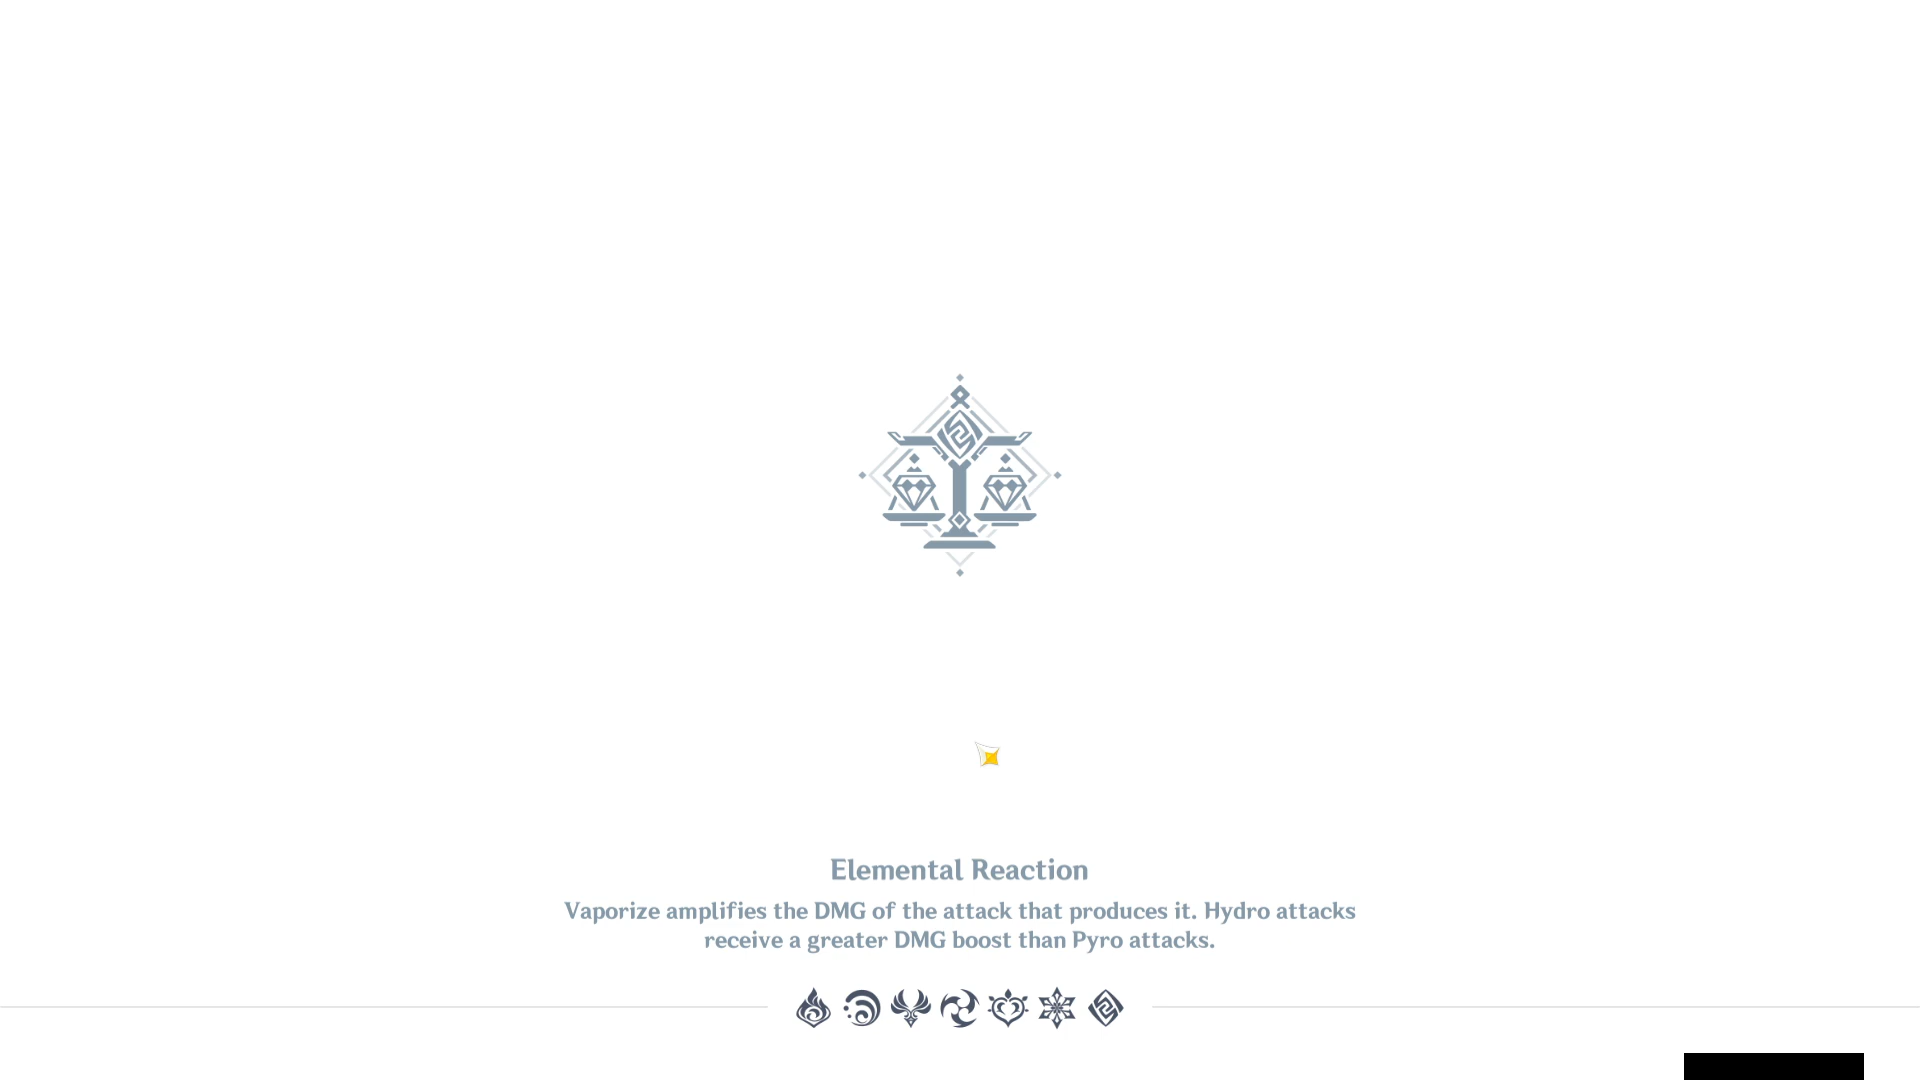 Elemental Reaction
Vaporize amplifies the DMG of the attack that produces it. Hydro attacks
receive a greater DMG boost than Pyro attacks.